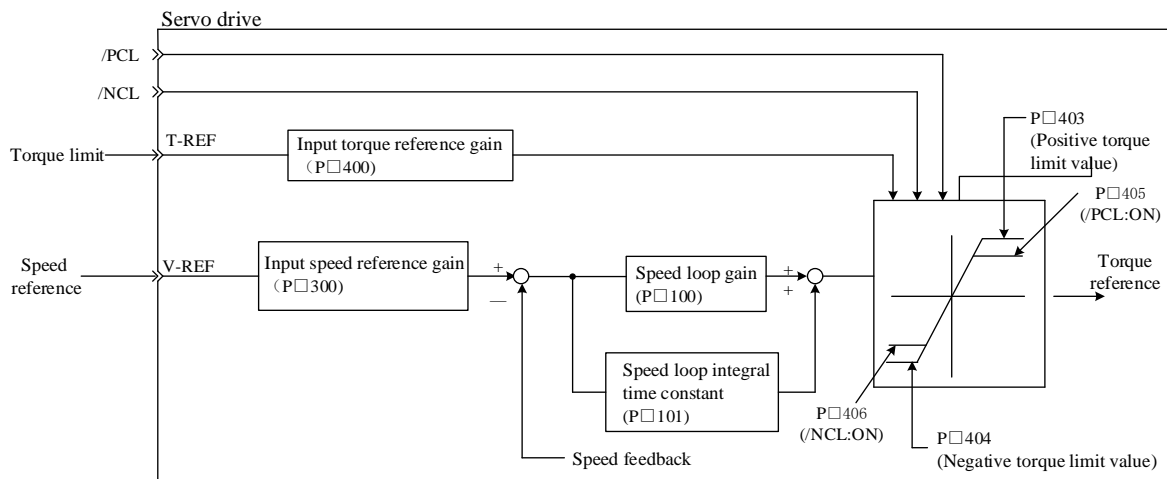 Servo drive
/PCL
/NCL
Torque limit
T-REF
Input torque reference gain
（P□400）
P□403
(Positive torque
limit value)
P□405
(/PCL:ON)
Speed
reference
V-REF
Input speed reference gain
（P□300）
+
—
Speed loop gain
(P□100)
+
+
Torque
reference
Speed loop integral
time constant
(P□101)
P□406
(/NCL:ON)
P□404
(Negative torque limit value)
Speed feedback